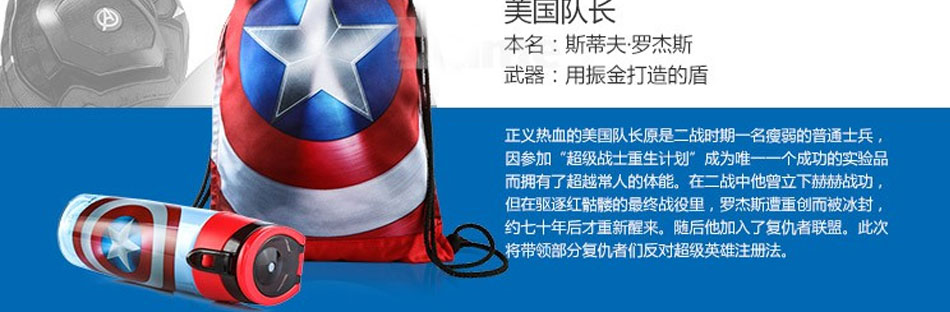 美国队长
本名：斯蒂夫·罗杰斯
武器：用振金打造的盾
正义热血的美国队长原是二战时期一名瘦弱的普通士兵，
因参加“超级战士重生计划”成为唯一一个成功的实验品
而拥有了超越常人的体能。在二战中他曾立下赫赫战功，
但在驱逐红骷髅的最终战役里，罗杰斯遭重创而被冰封，
约七十年后才重新醒来。随后他加入了复仇者联盟。此次
将带领部分复仇者们反对超级英雄注册法。